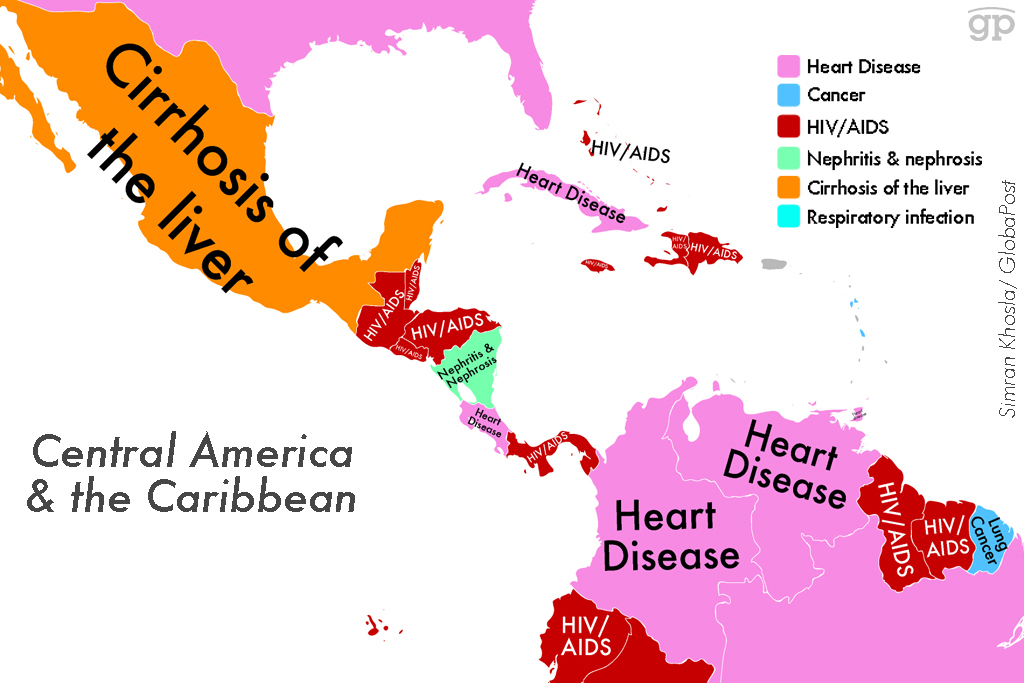 gp
Heart Disease
Cancer
HIV/AIDS
Nephritis & nephrosis
Cirrhosis of the liver
Respiratory infection
Simran Khosla/ GlobaPost
Cirrhosis of
the liver
HIV/AIDS
Heart Disease
HIV/
AIDS
HIV/AIDS
HIV/AIDS
HIV/AIDS
HIV/AIDS
HIV/AIDS
HIV/AIDS
Nephritis &
Nephrosis
Heart
Disease
HIV/AIDS
Central America
& the Caribbean
Heart
Disease
Heart
Disease
HIV/AIDS
HIV/
AIDS
Lung
Cancer
HIV/
AIDS